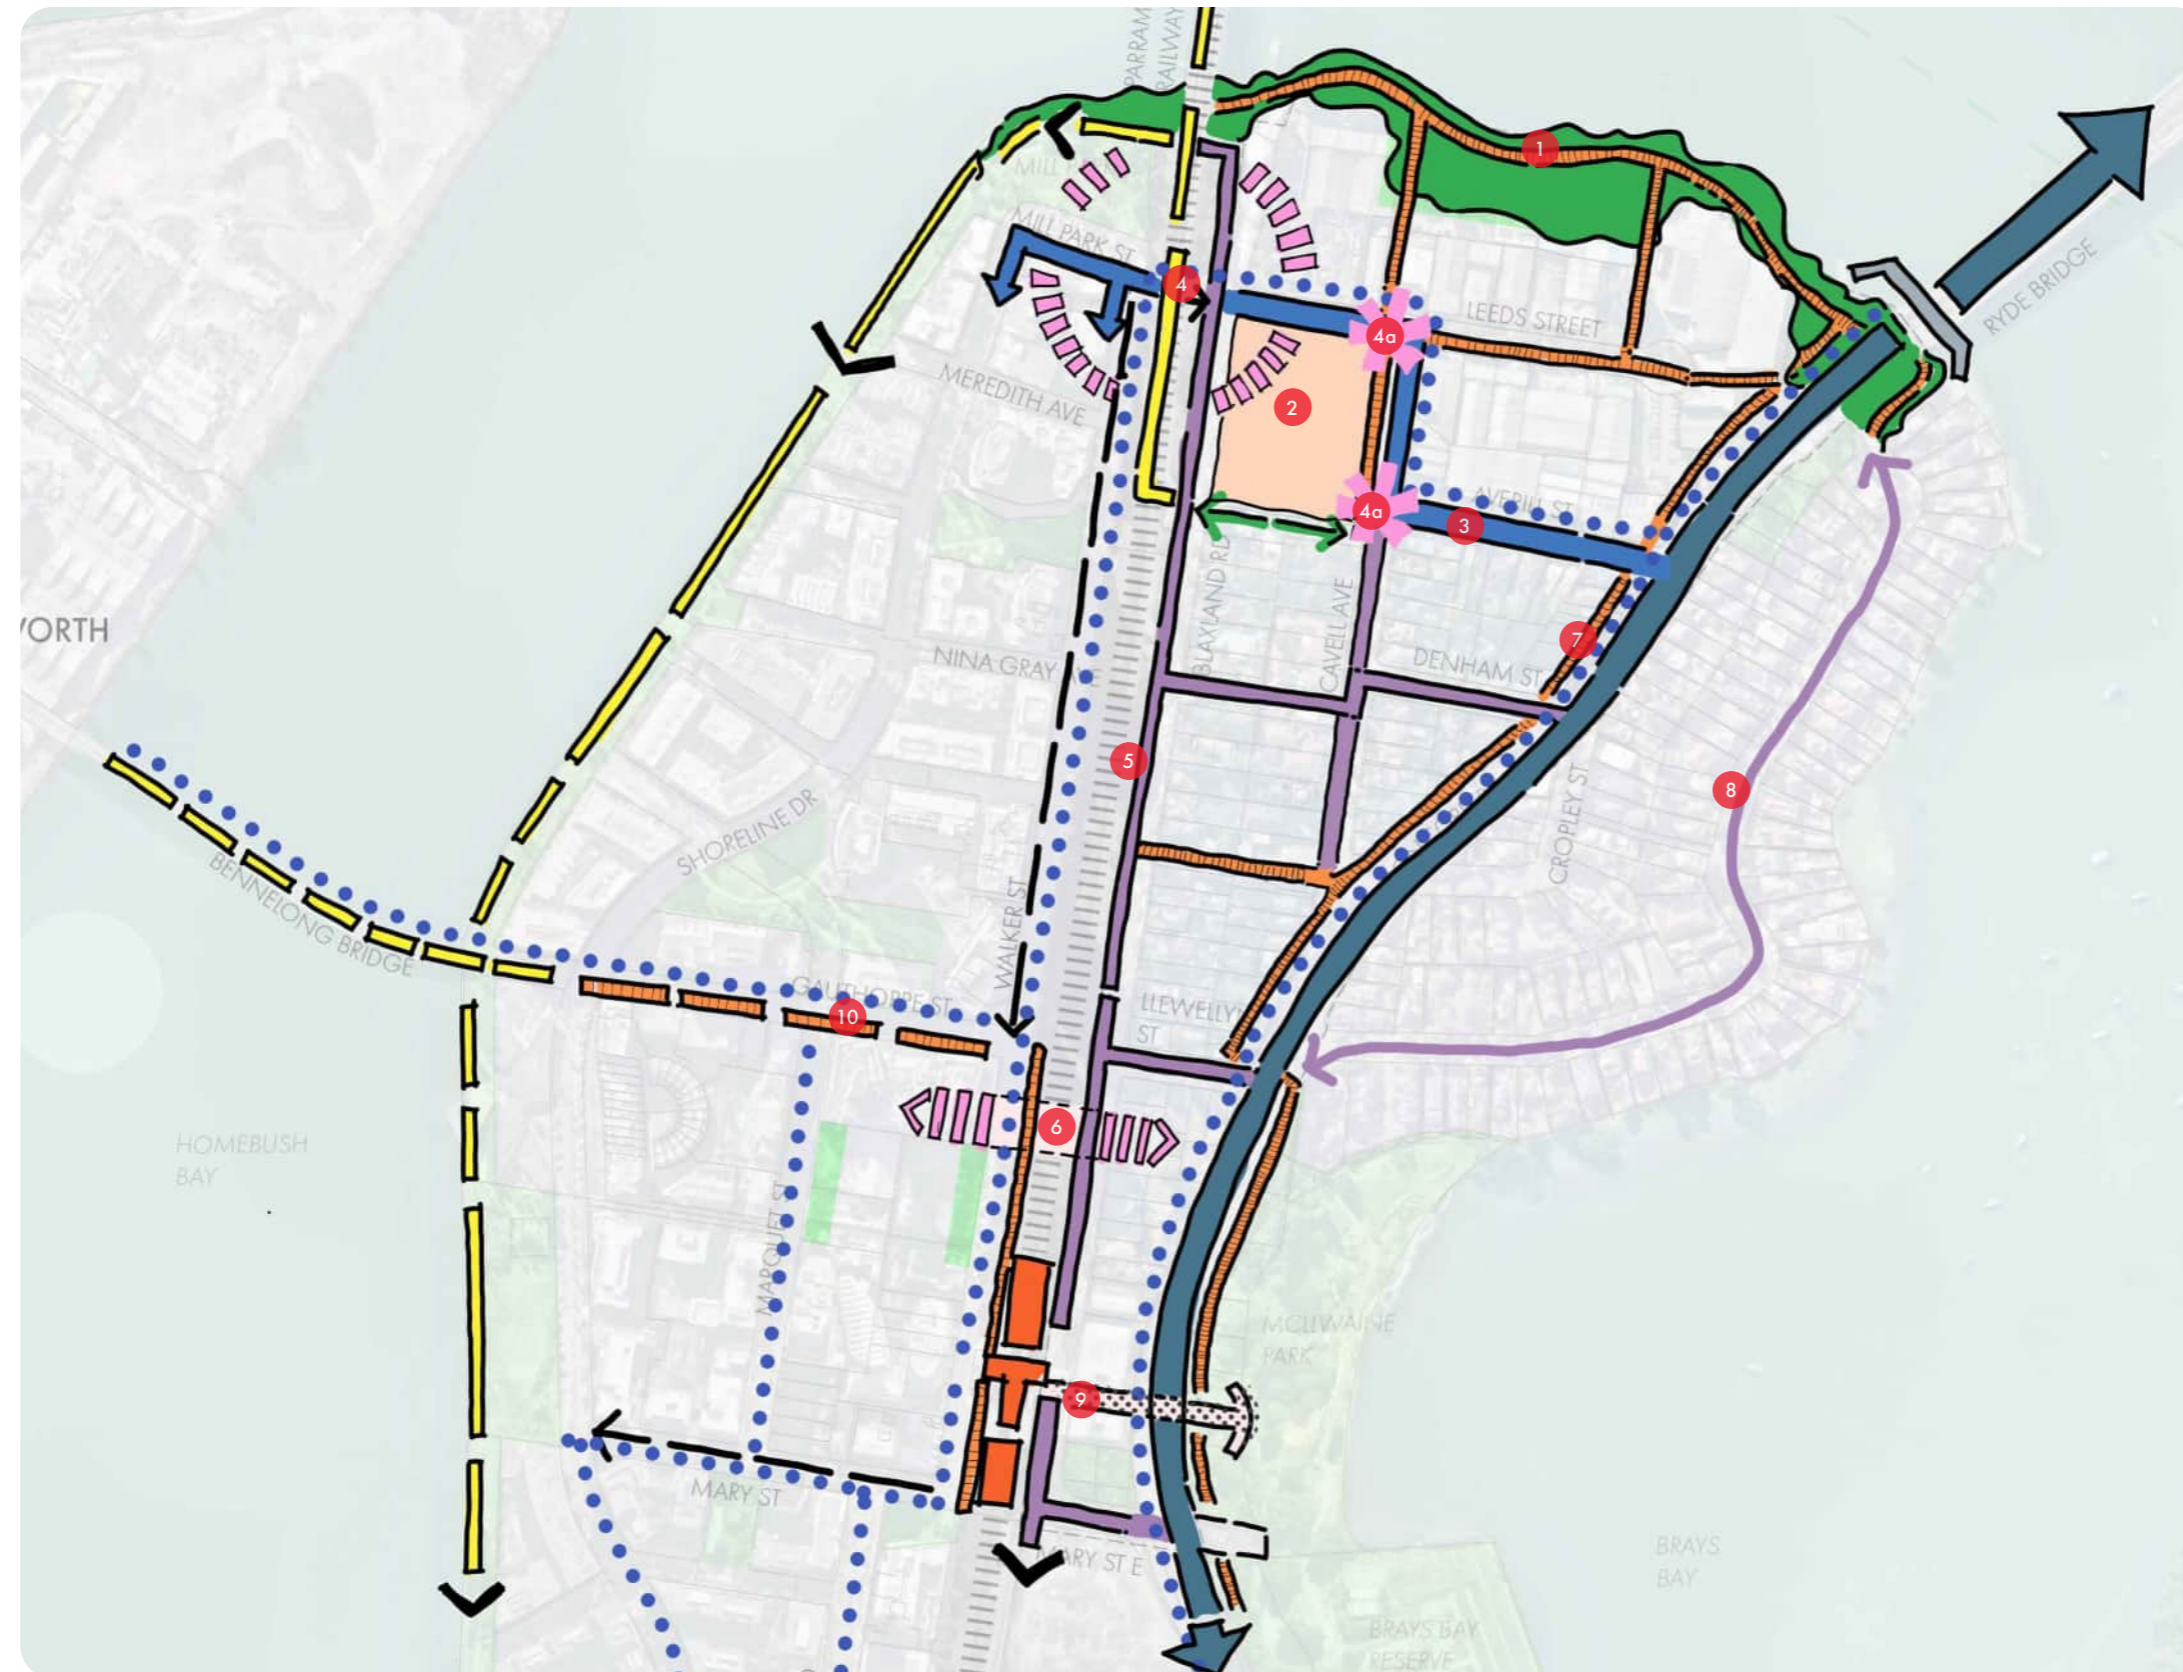 PARRAM
RAILWAY
1
MILL
MILL PARK ST
4
RYDE BRIDGE
LEEDS STREET
4a
MEREDITH AVE
2
4a
AVERILL ST
3
BLAXLAND RD
CAVELL AVE
WORTH
7
NINA GRAY AVE
DENHAM ST
5
8
SHORELINE DR
CROPLEY ST
BENNELONG BRIDGE
WALKER ST
GAUTHORPE ST
10
LLEWELLYN
ST
6
HOMEBUSH
BAY
MARQUET ST
MCILWAINE
PARK
9
MARY ST
MARY ST E
BRAYS
BAY
BRAYS BAY
RESERVE